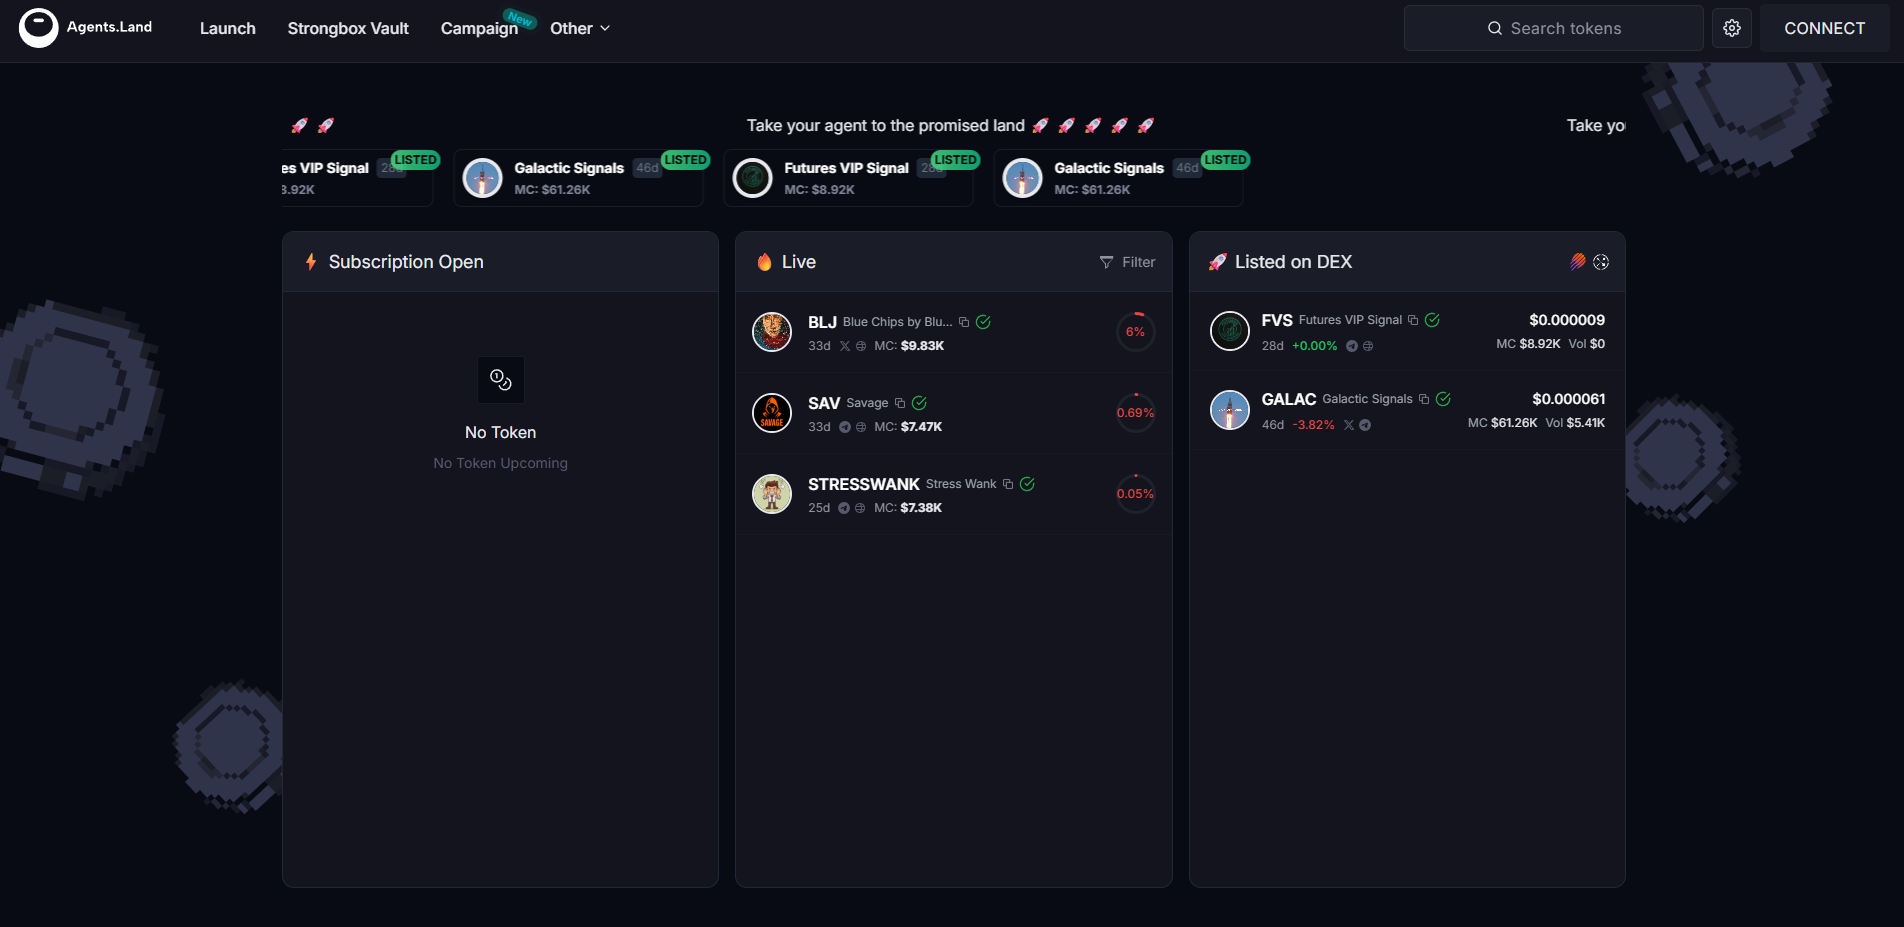 Agents.Land
Launch
Strongbox Vault
Campaign
New
Other
Search tokens
CONNECT
Take your agent to the promised land
Take yo
es VIP Signal 28d LISTED
8.92K
Galactic Signals 46d LISTED
MC: $61.26K
Futures VIP Signal 28d LISTED
MC: $8.92K
Galactic Signals 46d LISTED
MC: $61.26K
Subscription Open
No Token
No Token Upcoming
Live
Filter
BLJ Blue Chips by Blu...
33d MC: $9.83K
6%
SAV Savage
33d MC: $7.47K
0.69%
SAVAGE
STRESSWANK Stress Wank
25d MC: $7.38K
0.05%
Listed on DEX
FVS Futures VIP Signal $0.000009
28d +0.00% MC $8.92K Vol $0
GALAC Galactic Signals $0.000061
46d -3.82% MC $61.26K Vol $5.41K